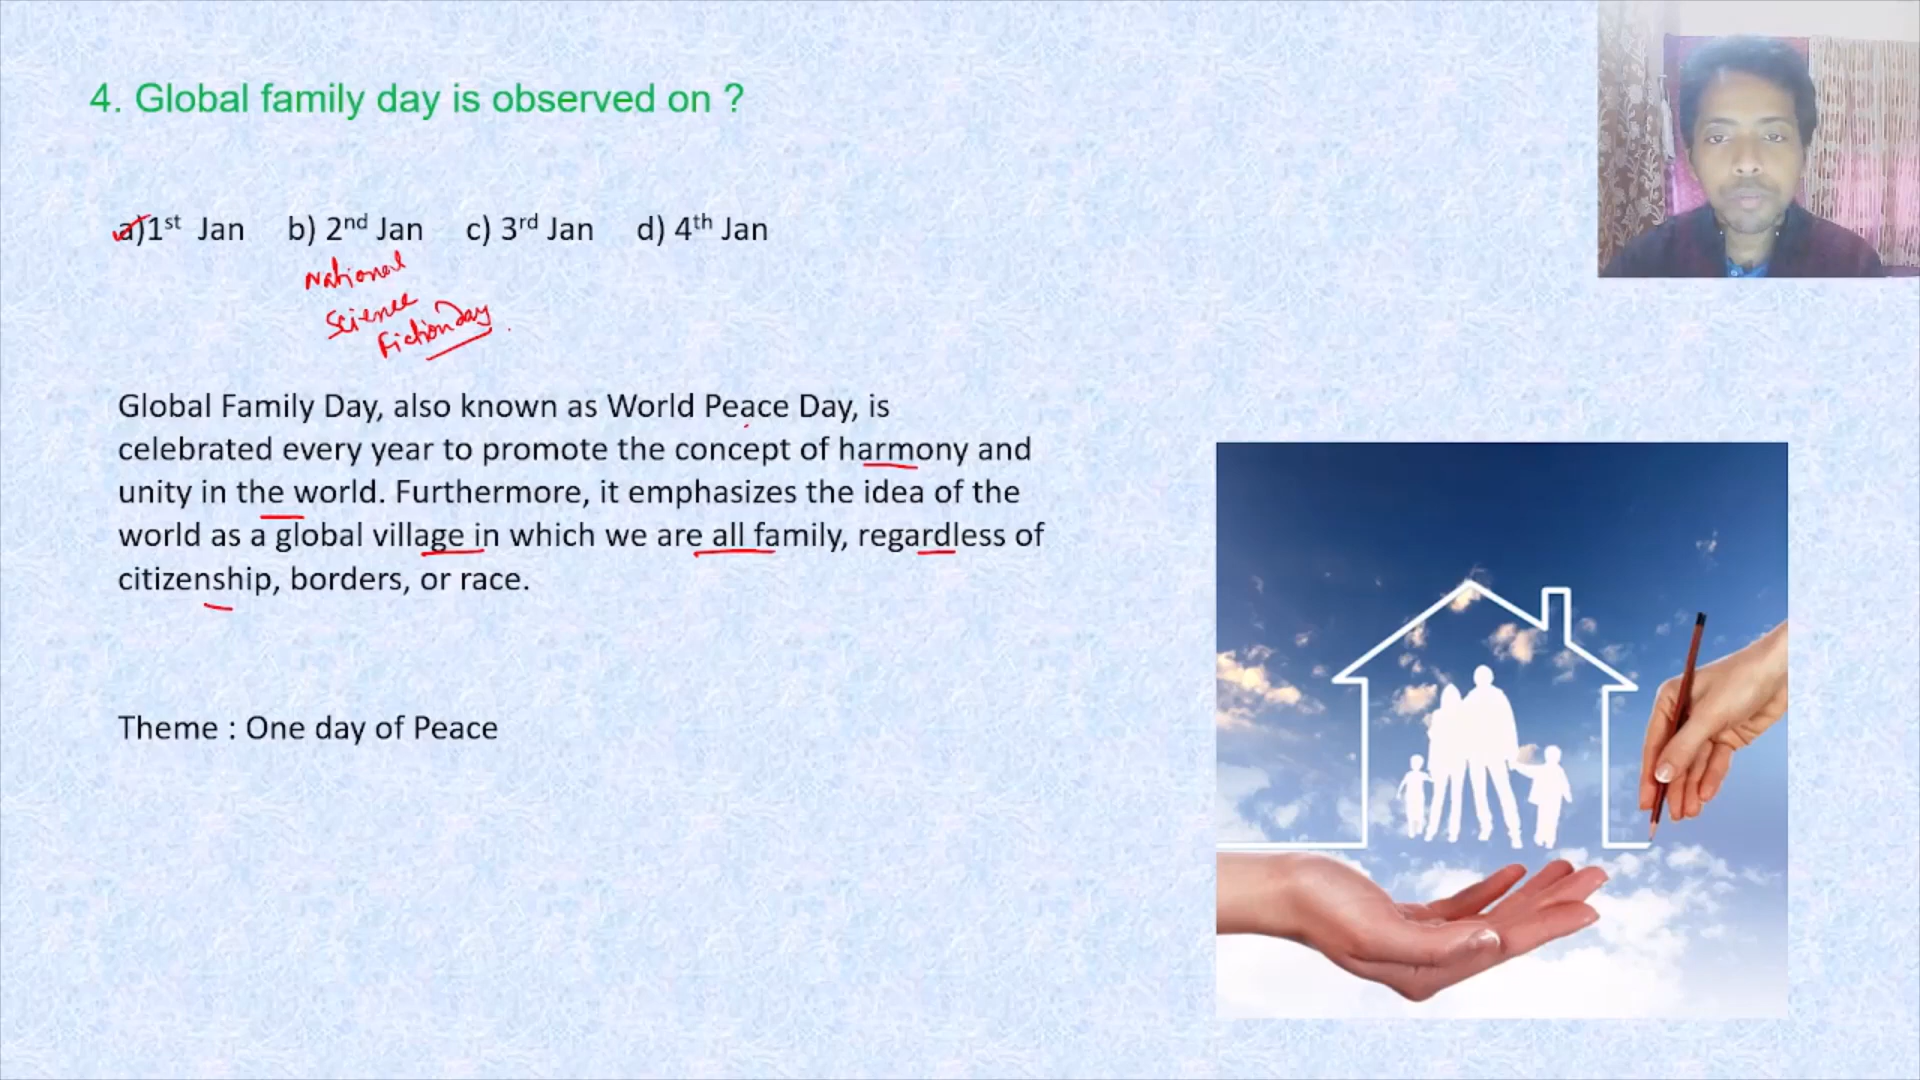 4. Global family day is observed on ?
a)1st Jan b) 2nd Jan c) 3rd Jan d) 4th Jan
National
Science
Fiction Day
Global Family Day, also known as World Peace Day, is
celebrated every year to promote the concept of harmony and
unity in the world. Furthermore, it emphasizes the idea of the
world as a global village in which we are all family, regardless of
citizenship, borders, or race.
Theme : One day of Peace